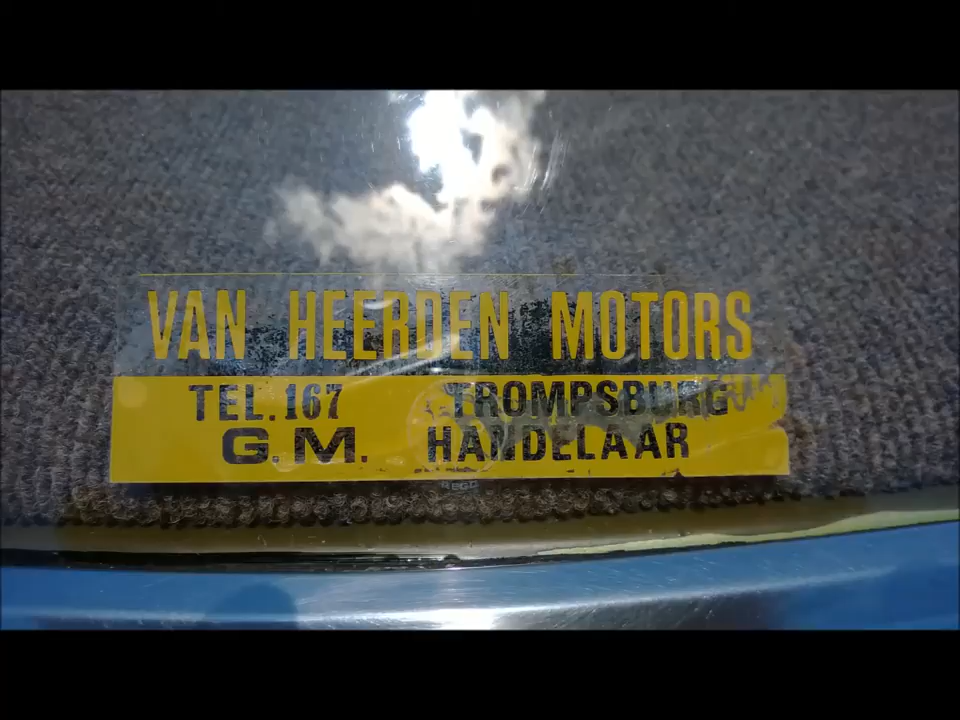 VAN HEERDEN MOTORS
TEL. 167 TROMPSBURG
G.M. HANDELAAR